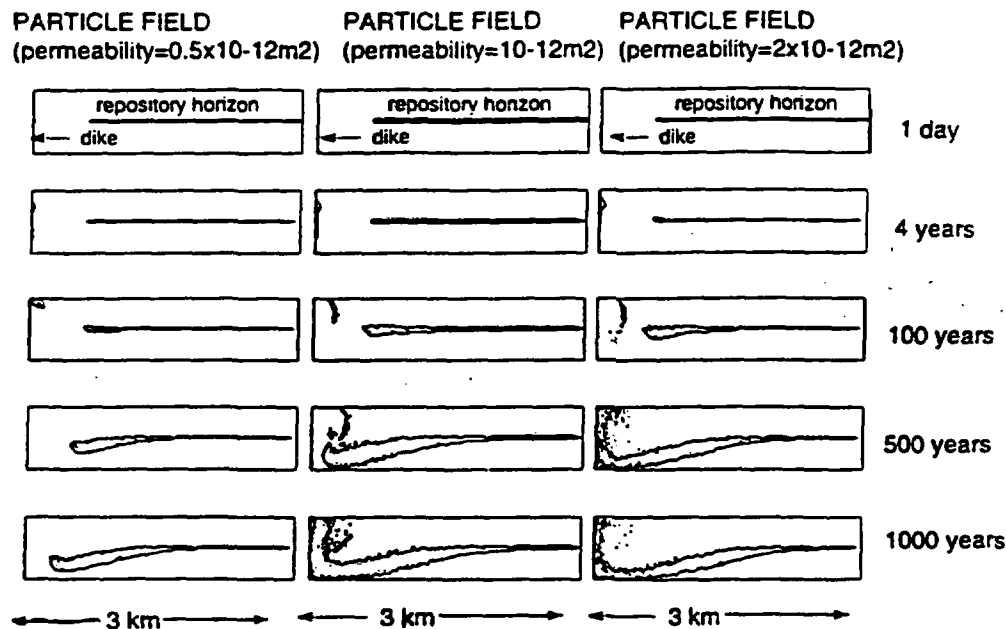 PARTICLE FIELD
(permeability=0.5x10-12m2)
PARTICLE FIELD
(permeability=10-12m2)
PARTICLE FIELD
(permeability=2x10-12m2)
repository horizon
dike
repository horizon
dike
repository horizon
dike
1 day
4 years
100 years
500 years
1000 years
3 km
3 km
3 km